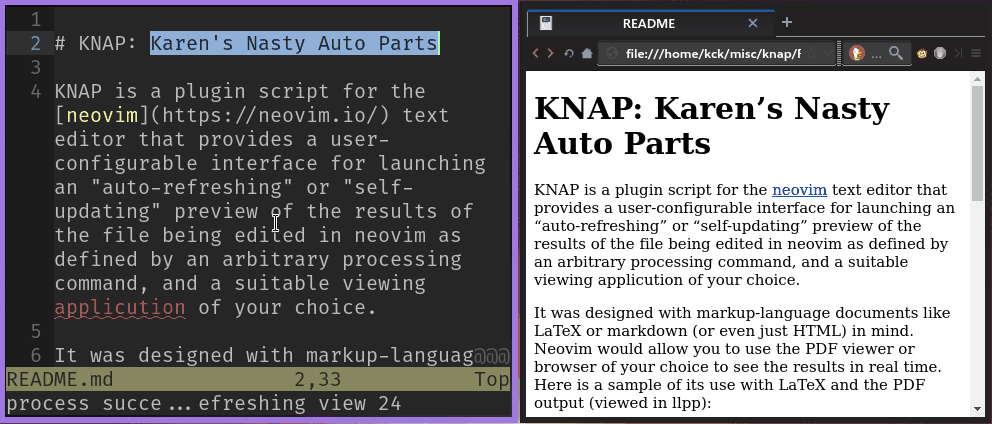 1
2 # KNAP: Karen's Nasty Auto Parts
3
4 KNAP is a plugin script for the
[neovim](https://neovim.io/) text
editor that provides a user-
configurable interface for launching
an "auto-refreshing" or "self-
updating" preview of the results of
the file being edited in neovim as
defined by an arbitrary processing
command, and a suitable viewing
applicution of your choice.
5
6 It was designed with markup-languag@@@
README.md 2,33 Top
process succe...efreshing view 24
README
file:///home/kck/misc/knap/F ...
KNAP: Karen’s Nasty
Auto Parts
KNAP is a plugin script for the neovim text editor that
provides a user-configurable interface for launching an
“auto-refreshing” or “self-updating” preview of the
results of the file being edited in neovim as defined by
an arbitrary processing command, and a suitable
viewing applicution of your choice.
It was designed with markup-language documents like
LaTeX or markdown (or even just HTML) in mind.
Neovim would allow you to use the PDF viewer or
browser of your choice to see the results in real time.
Here is a sample of its use with LaTeX and the PDF
output (viewed in llpp):